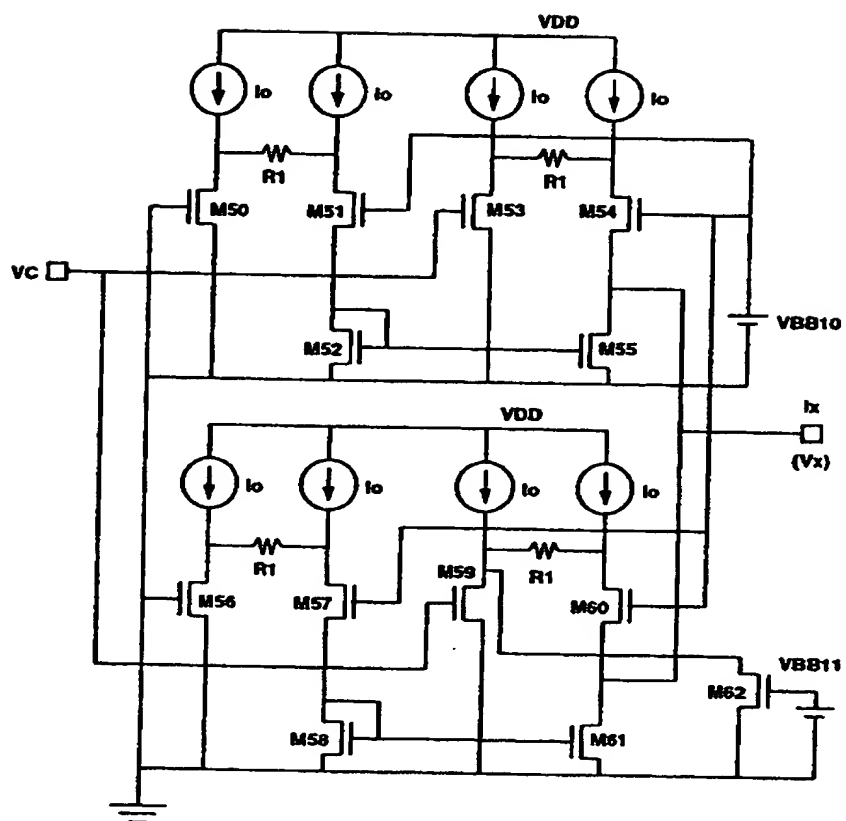 VDD
Io
Io
Io
Io
R1
R1
M50
M51
M53
M54
VC
M52
M55
VBB10
VDD
Ix
(Vx)
Io
Io
Io
Io
R1
R1
M59
M56
M57
M60
VBB11
M62
M58
M61